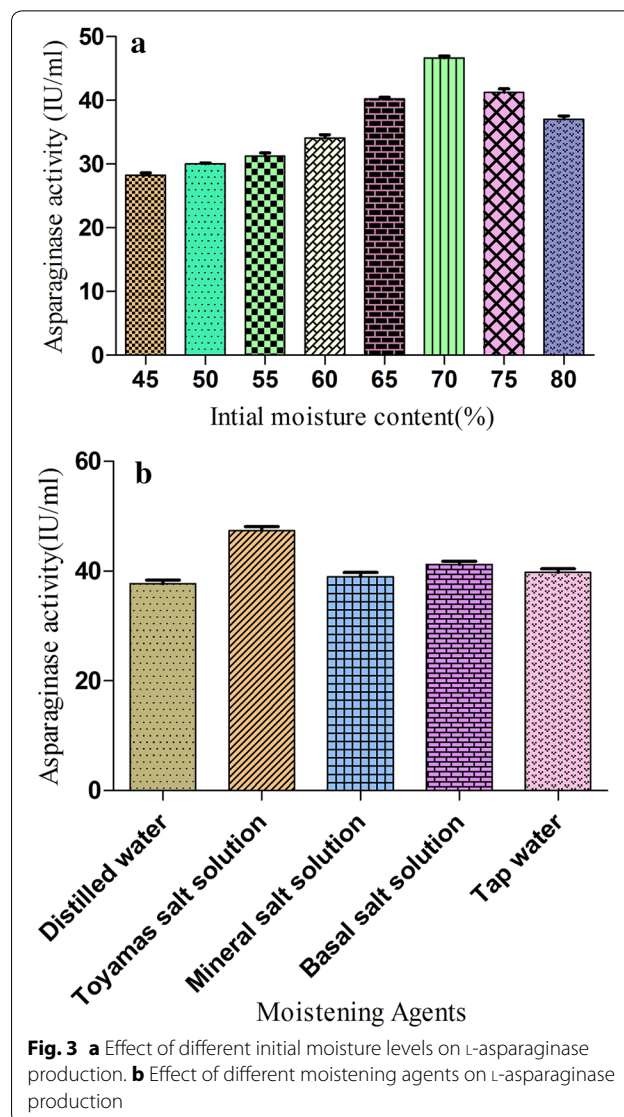 a
Asparaginase activity (IU/ml)
50
40
30
20
10
0
45 50 55 60 65 70 75 80
Intial moisture content(%)
b
Asparaginase activity(IU/ml)
60
40
20
0
Distilled water
Toyamas salt solution
Mineral salt solution
Basal salt solution
Tap water
Moistening Agents
Fig. 3 a Effect of different initial moisture levels on L-asparaginase
production. b Effect of different moistening agents on L-asparaginase
production